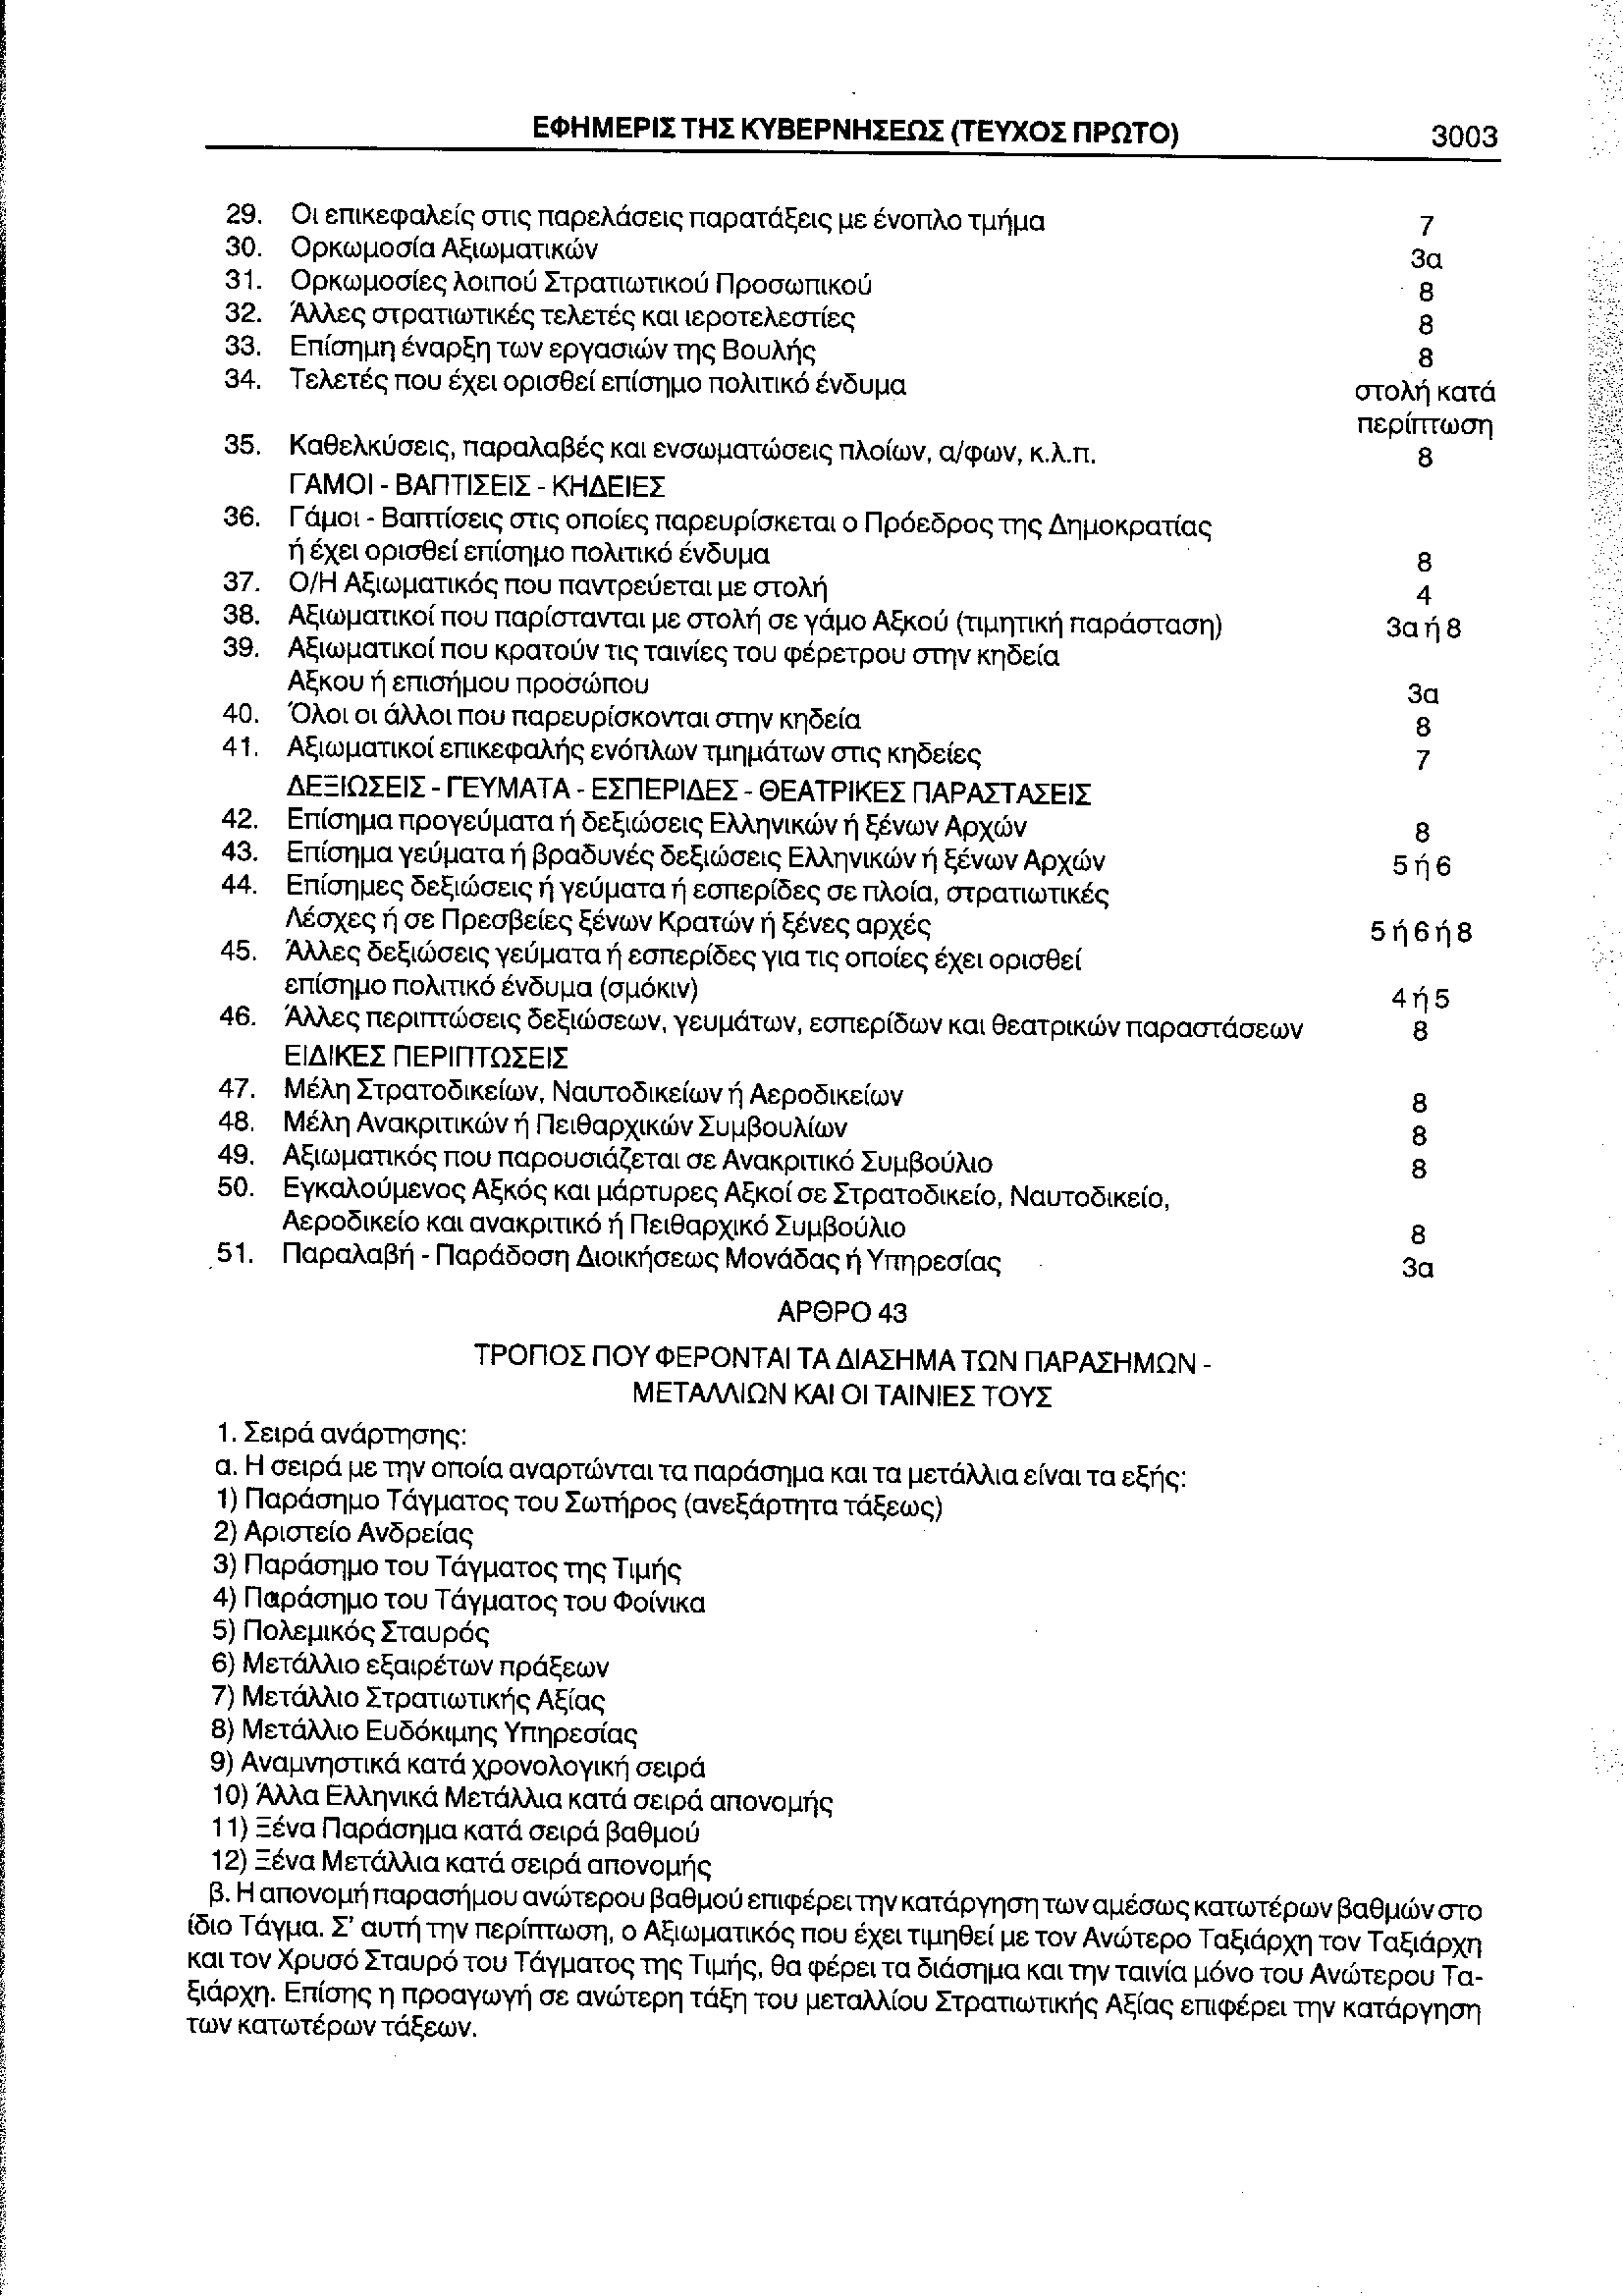 ΕΦΗΜΕΡΙΣ ΤΗΣ ΚΥΒΕΡΝΗΣΕΩΣ (ΤΕΥΧΟΣ ΠΡΩΤΟ) 3003
29. Οι επικεφαλείς στις παρελάσεις παρατάξεις με ένοπλο τμήμα 7
30. Ορκωμοσία Αξιωματικών 3α
31. Ορκωμοσίες λοιπού Στρατιωτικού Προσωπικού 8
32. Άλλες στρατιωτικές τελετές και ιεροτελεστίες 8
33. Επίσημη έναρξη των εργασιών της Βουλής 8
34. Τελετές που έχει ορισθεί επίσημο πολιτικό ένδυμα στολή κατά
περίπτωση
35. Καθελκύσεις, παραλαβές και ενσωματώσεις πλοίων, α/φων, κ.λ.π. 8
ΓΑΜΟΙ - ΒΑΠΤΙΣΕΙΣ - ΚΗΔΕΙΕΣ
36. Γάμοι - Βαπτίσεις στις οποίες παρευρίσκεται ο Πρόεδρος της Δημοκρατίας
ή έχει ορισθεί επίσημο πολιτικό ένδυμα 8
37. Ο/Η Αξιωματικός που παντρεύεται με στολή 4
38. Αξιωματικοί που παρίστανται με στολή σε γάμο Αξκού (τιμητική παράσταση) 3α ή 8
39. Αξιωματικοί που κρατούν τις ταινίες του φέρετρου στην κηδεία
Αξκου ή επισήμου προσώπου 3α
40. Όλοι οι άλλοι που παρευρίσκονται στην κηδεία 8
41. Αξιωματικοί επικεφαλής ενόπλων τμημάτων στις κηδείες 7
ΔΕΞΙΩΣΕΙΣ - ΓΕΥΜΑΤΑ - ΕΣΠΕΡΙΔΕΣ - ΘΕΑΤΡΙΚΕΣ ΠΑΡΑΣΤΑΣΕΙΣ
42. Επίσημα προγεύματα ή δεξιώσεις Ελληνικών ή ξένων Αρχών 8
43. Επίσημα γεύματα ή βραδυνές δεξιώσεις Ελληνικών ή ξένων Αρχών 5 ή 6
44. Επίσημες δεξιώσεις ή γεύματα ή εσπερίδες σε πλοία, στρατιωτικές
Λέσχες ή σε Πρεσβείες ξένων Κρατών ή ξένες αρχές 5 ή 6 ή 8
45. Άλλες δεξιώσεις γεύματα ή εσπερίδες για τις οποίες έχει ορισθεί
επίσημο πολιτικό ένδυμα (σμόκιν) 4 ή 5
46. Άλλες περιπτώσεις δεξιώσεων, γευμάτων, εσπερίδων και θεατρικών παραστάσεων 8
ΕΙΔΙΚΕΣ ΠΕΡΙΠΤΩΣΕΙΣ
47. Μέλη Στρατοδικείων, Ναυτοδικείων ή Αεροδικείων 8
48. Μέλη Ανακριτικών ή Πειθαρχικών Συμβουλίων 8
49. Αξιωματικός που παρουσιάζεται σε Ανακριτικό Συμβούλιο 8
50. Εγκαλούμενος Αξκός και μάρτυρες Αξκοί σε Στρατοδικείο, Ναυτοδικείο,
Αεροδικείο και ανακριτικό ή Πειθαρχικό Συμβούλιο 8
51. Παραλαβή - Παράδοση Διοικήσεως Μονάδας ή Υπηρεσίας 3α
ΑΡΘΡΟ 43
ΤΡΟΠΟΣ ΠΟΥ ΦΕΡΟΝΤΑΙ ΤΑ ΔΙΑΣΗΜΑ ΤΩΝ ΠΑΡΑΣΗΜΩΝ -
ΜΕΤΑΛΛΙΩΝ ΚΑΙ ΟΙ ΤΑΙΝΙΕΣ ΤΟΥΣ
1. Σειρά ανάρτησης:
α. Η σειρά με την οποία αναρτώνται τα παράσημα και τα μετάλλια είναι τα εξής:
1) Παράσημο Τάγματος του Σωτήρος (ανεξάρτητα τάξεως)
2) Αριστείο Ανδρείας
3) Παράσημο του Τάγματος της Τιμής
4) Παράσημο του Τάγματος του Φοίνικα
5) Πολεμικός Σταυρός
6) Μετάλλιο εξαιρέτων πράξεων
7) Μετάλλιο Στρατιωτικής Αξίας
8) Μετάλλιο Ευδόκιμης Υπηρεσίας
9) Αναμνηστικά κατά χρονολογική σειρά
10) Άλλα Ελληνικά Μετάλλια κατά σειρά απονομής
11) Ξένα Παράσημα κατά σειρά βαθμού
12) Ξένα Μετάλλια κατά σειρά απονομής
β. Η απονομή παρασήμου ανώτερου βαθμού επιφέρει την κατάργηση των αμέσως κατωτέρων βαθμών στο
ίδιο Τάγμα. Σ' αυτή την περίπτωση, ο Αξιωματικός που έχει τιμηθεί με τον Ανώτερο Ταξιάρχη τον Ταξιάρχη
και τον Χρυσό Σταυρό του Τάγματος της Τιμής, θα φέρει τα διάσημα και την ταινία μόνο του Ανώτερου Τα-
ξιάρχη. Επίσης η προαγωγή σε ανώτερη τάξη του μεταλλίου Στρατιωτικής Αξίας επιφέρει την κατάργηση
των κατωτέρων τάξεων.